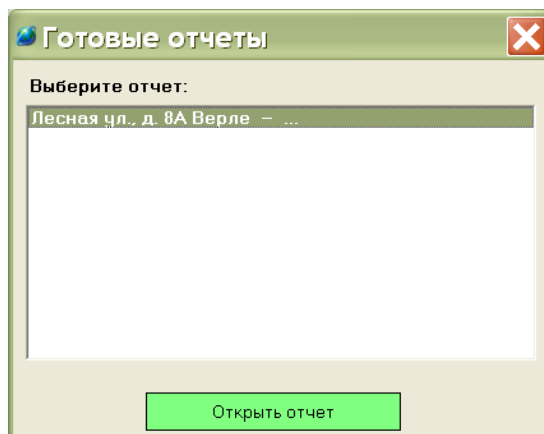 Готовые отчеты
Выберите отчет:
Лесная ул., д. 8А Верле – ...
Открыть отчет